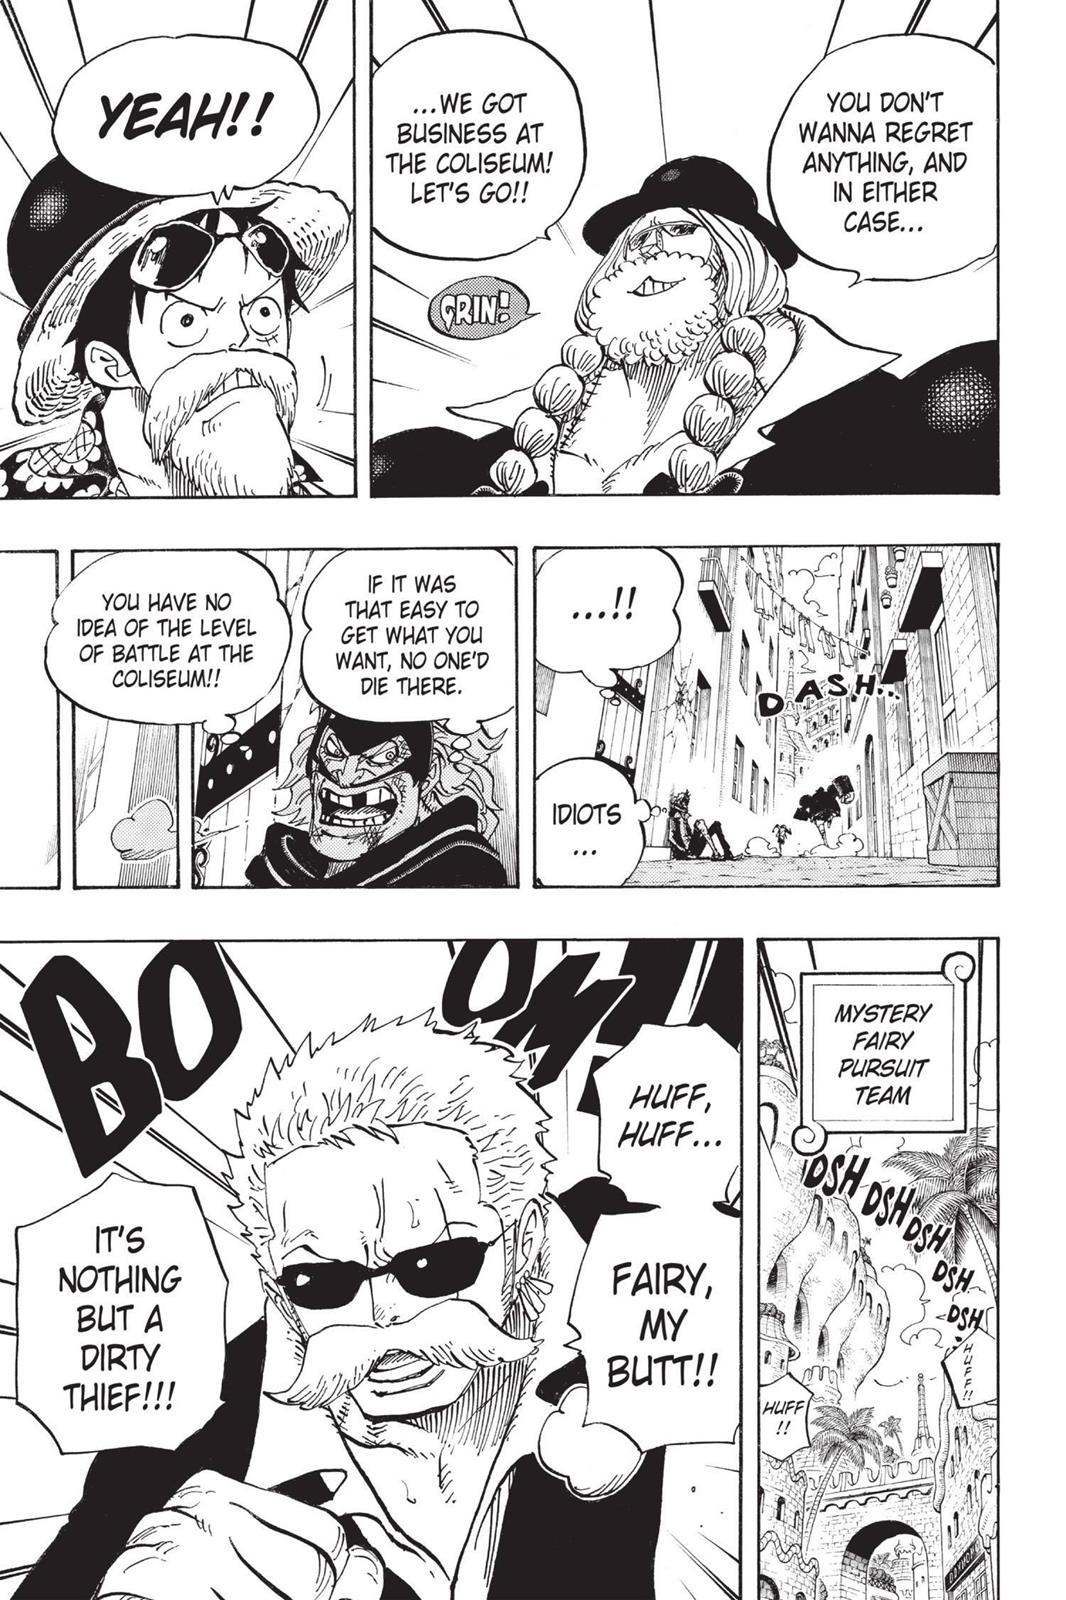 YOU DON'T
WANNA REGRET
ANYTHING, AND
IN EITHER
CASE...
...WE GOT
BUSINESS AT
THE COLISEUM!
LET'S GO!!
GRIN!
YEAH!!
...!!
DASH...
IDIOTS
...
IF IT WAS
THAT EASY TO
GET WHAT YOU
WANT, NO ONE'D
DIE THERE.
YOU HAVE NO
IDEA OF THE LEVEL
OF BATTLE AT THE
COLISEUM!!
MYSTERY
FAIRY
PURSUIT
TEAM
DSH DSH DSH DSH DSH
HUFF!!
HUFF
!!
BOOM!!
HUFF,
HUFF...
FAIRY,
MY
BUTT!!
IT'S
NOTHING
BUT A
DIRTY
THIEF!!!